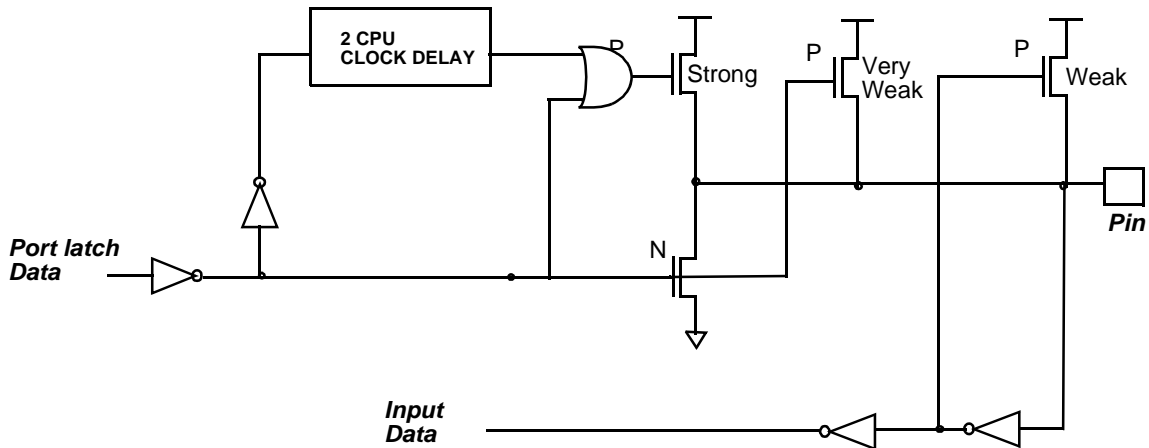 2 CPU
CLOCK DELAY
P
Strong
P
Very
Weak
P
Weak
Pin
N
Port latch
Data
Input
Data